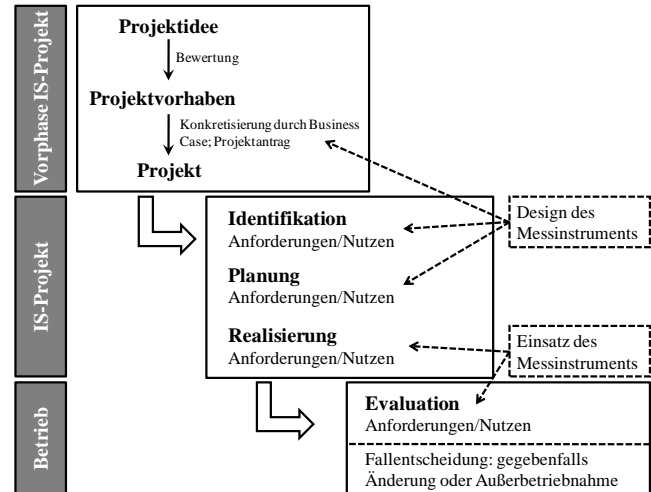 Vorphase IS-Projekt
Projektidee
Bewertung
Projektvorhaben
Konkretisierung durch Business
Case; Projektantrag
Projekt
IS-Projekt
Identifikation
Anforderungen/Nutzen
Planung
Anforderungen/Nutzen
Realisierung
Anforderungen/Nutzen
Design des
Messinstruments
Einsatz des
Messinstruments
Betrieb
Evaluation
Anforderungen/Nutzen
Fallentscheidung: gegebenfalls
Änderung oder Außerbetriebnahme